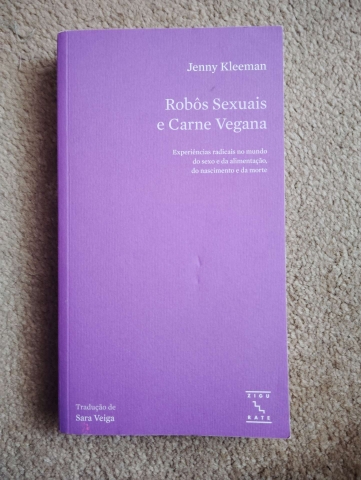 Jenny Kleeman
Robôs Sexuais
e Carne Vegana
Experiências radicais no mundo
do sexo e da alimentação,
do nascimento e da morte
Tradução de
Sara Veiga
ZIGU
RATE